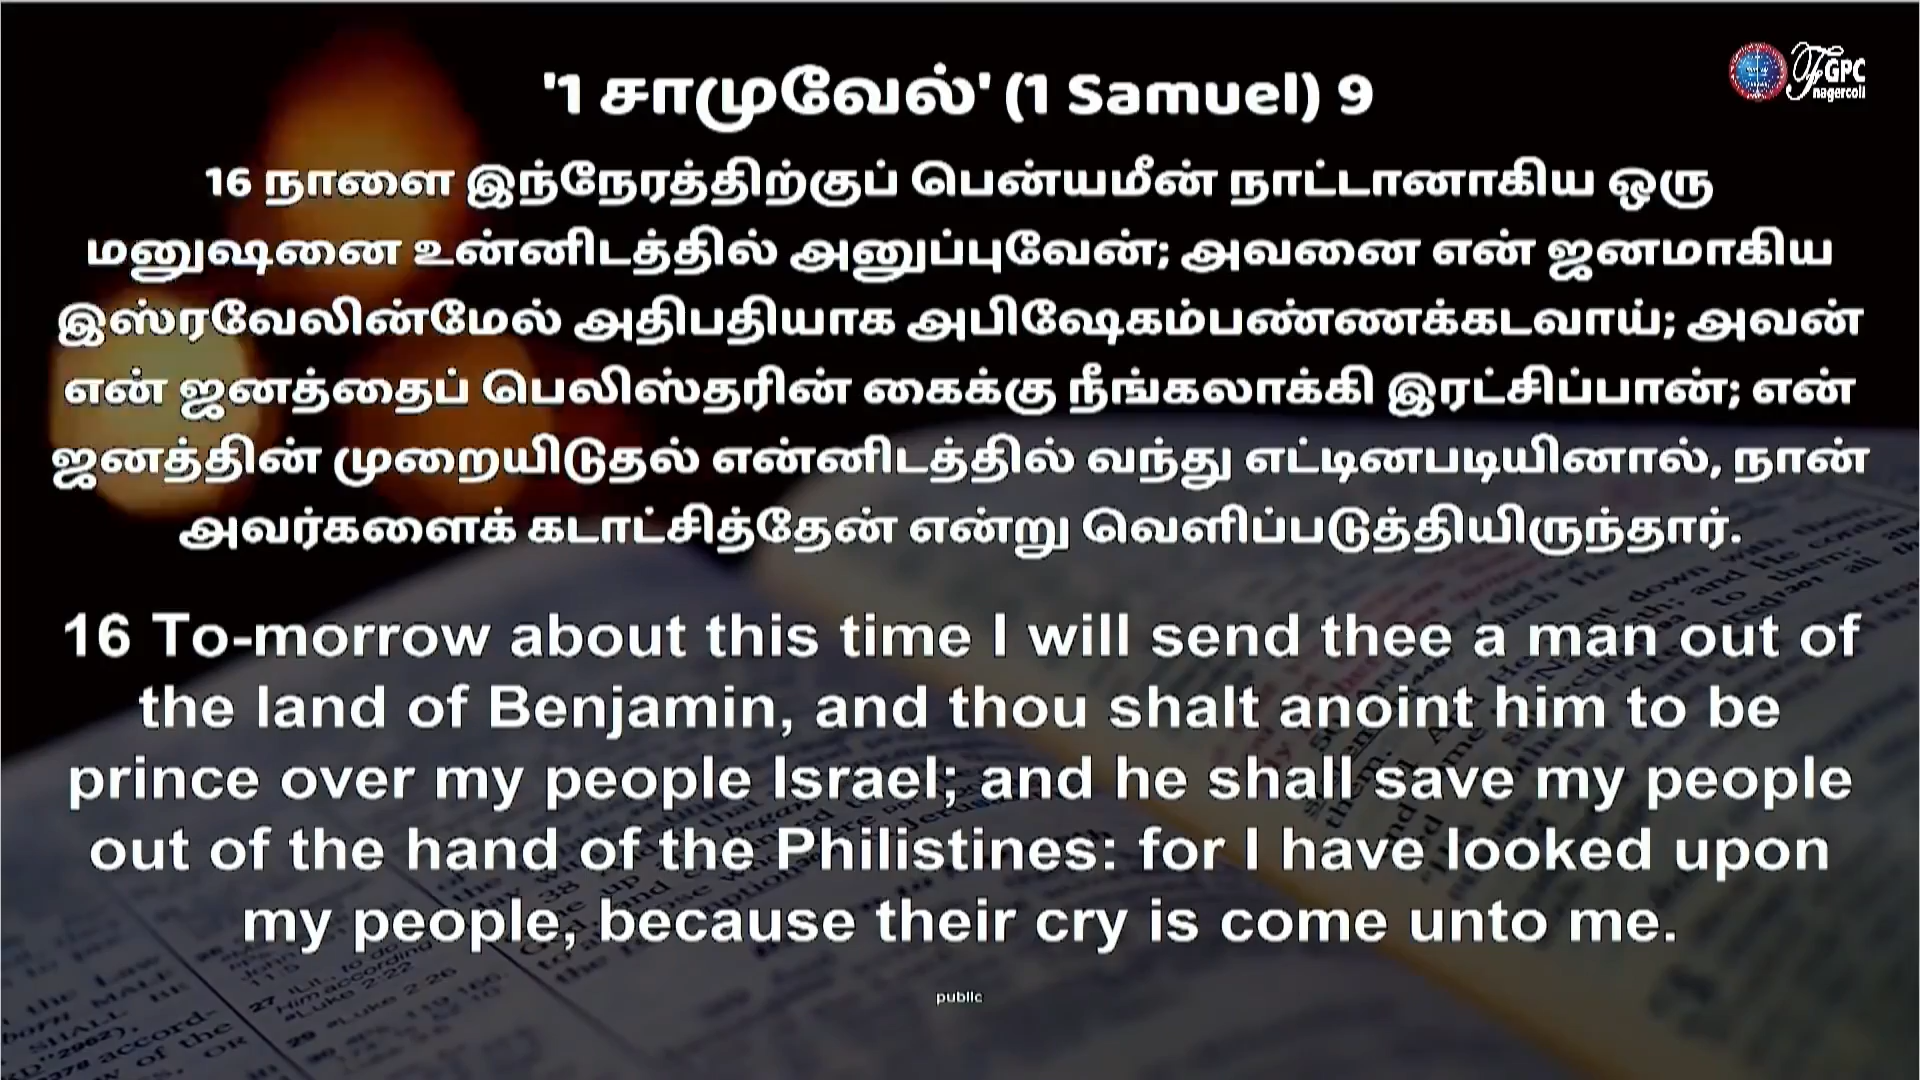 '1 சாமுவேல்' (1 Samuel) 9
FGPC
nagercoil
16 நாளை இந்நேரத்திற்குப் பென்யமீன் நாட்டானாகிய ஒரு
மனுஷனை உன்னிடத்தில் அனுப்புவேன்; அவனை என் ஜனமாகிய
இஸ்ரவேலின்மேல் அதிபதியாக அபிஷேகம்பண்ணக்கடவாய்; அவன்
என் ஜனத்தைப் பெலிஸ்தரின் கைக்கு நீங்கலாக்கி இரட்சிப்பான்; என்
ஜனத்தின் முறையிடுதல் என்னிடத்தில் வந்து எட்டினபடியினால், நான்
அவர்களைக் கடாட்சித்தேன் என்று வெளிப்படுத்தியிருந்தார்.
16 To-morrow about this time I will send thee a man out of
the land of Benjamin, and thou shalt anoint him to be
prince over my people Israel; and he shall save my people
out of the hand of the Philistines: for I have looked upon
my people, because their cry is come unto me.
public